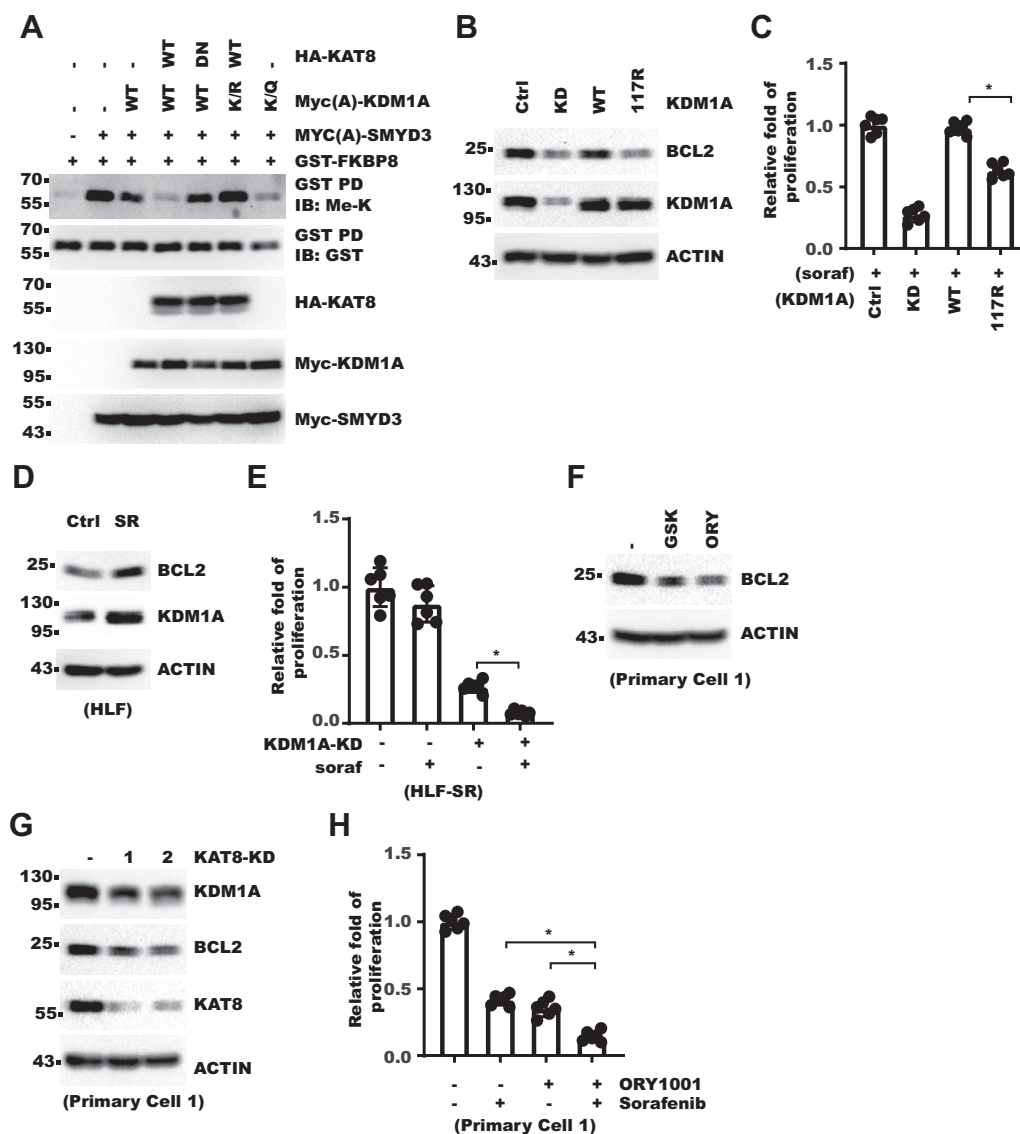 A
- - - WT DN WT - HA-KAT8
- - WT WT WT K/R K/Q Myc(A)-KDM1A
- + + + + + + MYC(A)-SMYD3
+ + + + + + + GST-FKBP8
70
55
GST PD
IB: Me-K
70
55
GST PD
IB: GST
70
55
HA-KAT8
130
95
Myc-KDM1A
55
43
Myc-SMYD3
B
Ctrl KD WT 117R KDM1A
25 BCL2
130
95
KDM1A
43 ACTIN
C
Relative fold of
proliferation
1.5
1.0
0.5
0.0
*
(soraf) + + + +
(KDM1A) Ctrl KD WT 117R
D
Ctrl SR
25 BCL2
130
95
KDM1A
43 ACTIN
(HLF)
E
Relative fold of
proliferation
1.5
1.0
0.5
0.0
*
KDM1A-KD - - + +
soraf - + - +
(HLF-SR)
F
- GSK ORY
25 BCL2
43 ACTIN
(Primary Cell 1)
G
- 1 2 KAT8-KD
130
95
KDM1A
25 BCL2
55 KAT8
43 ACTIN
(Primary Cell 1)
H
Relative fold of
proliferation
1.5
1.0
0.5
0.0
*
*
- - + + ORY1001
- + - + Sorafenib
(Primary Cell 1)